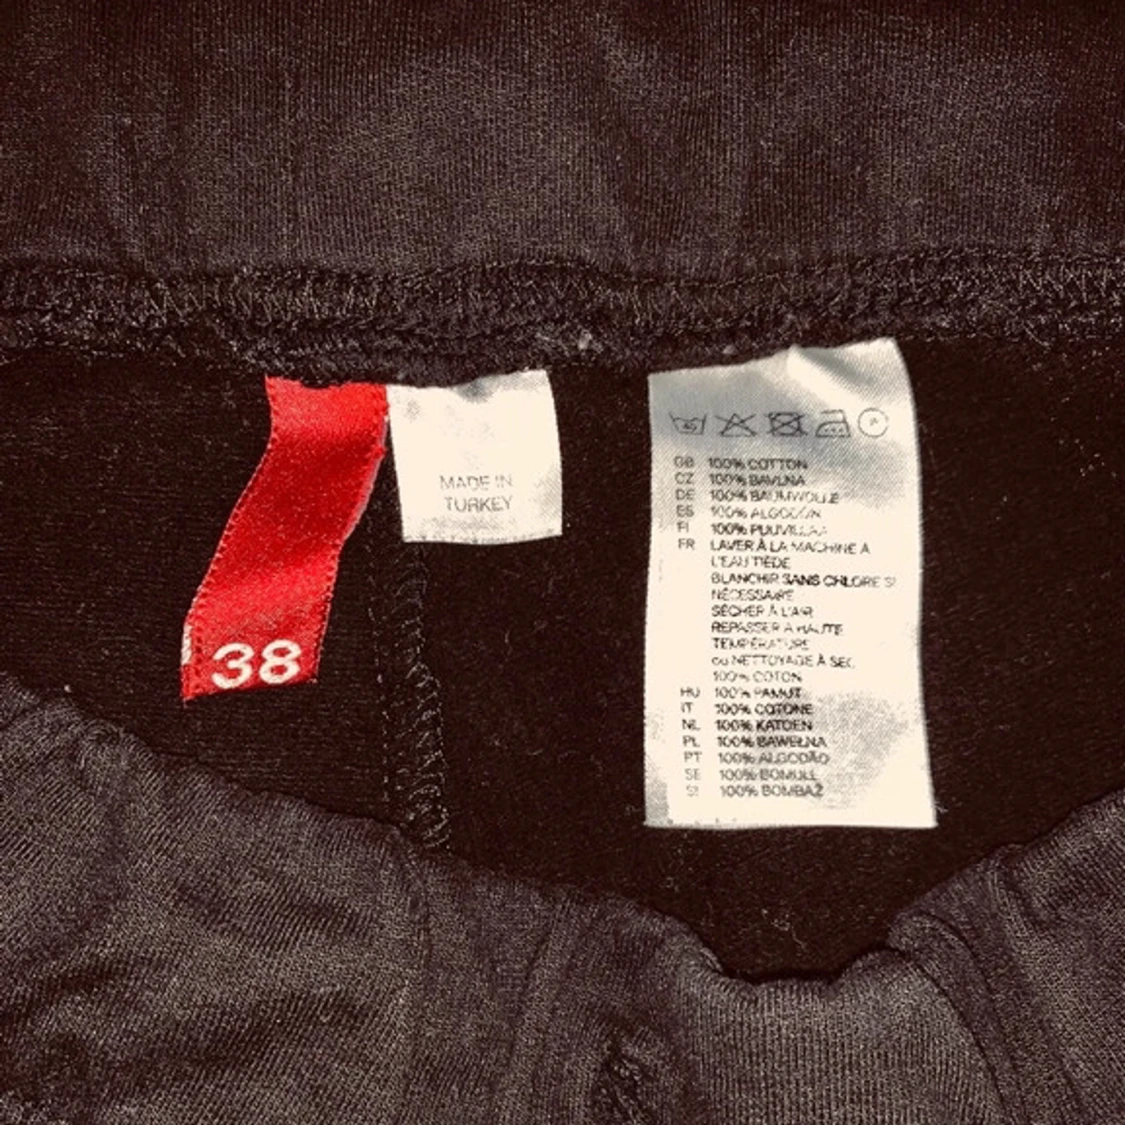 38
MADE IN
TURKEY
GB 100% COTTON
CZ 100% BAVLNA
DE 100% BAUMWOLLE
ES 100% ALGODÓN
FI 100% PUUVILLAA
FR LAVER À LA MACHINE À
L'EAU TIÈDE
BLANCHIR SANS CHLORE SI
NÉCESSAIRE
SÉCHER À L'AIR
REPASSER À HAUTE
TEMPÉRATURE
ou NETTOYAGE À SEC
100% COTON
HU 100% PAMUT
IT 100% COTONE
NL 100% KATOEN
PL 100% BAWEŁNA
PT 100% ALGODÃO
SE 100% BOMULL
SI 100% BOMBAŽ